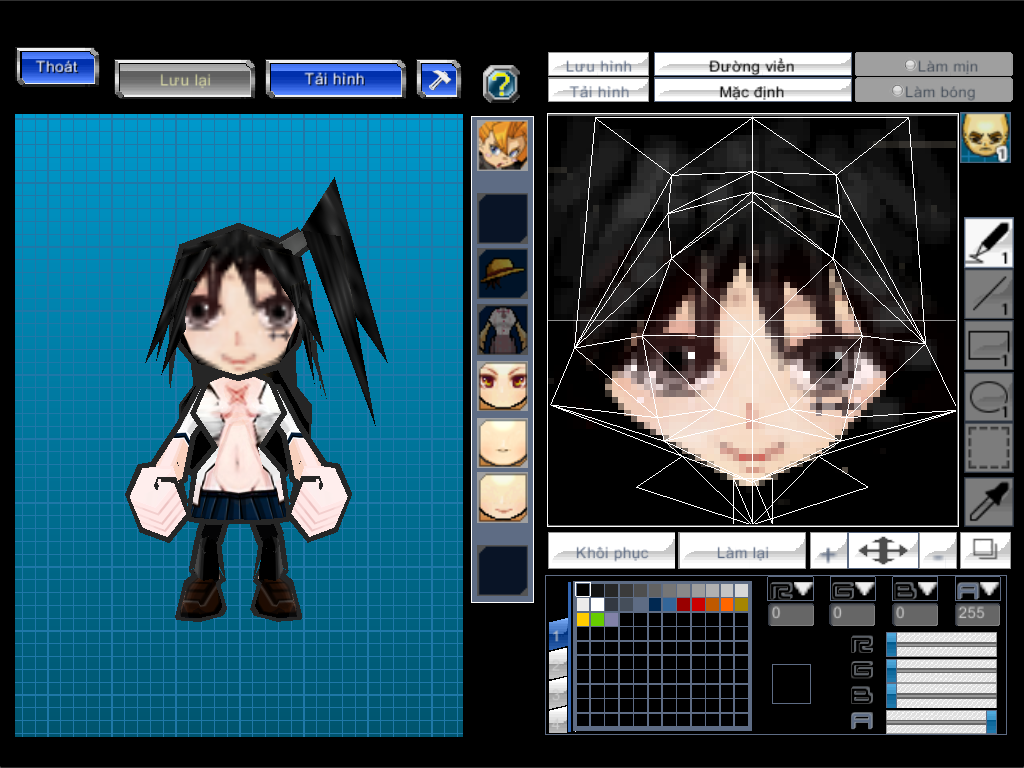 Thoát
Lưu lại
Tải hình
?
Lưu hình
Đường viền
Làm mịn
Tải hình
Mặc định
Làm bóng
1
1
1
1
1
Khôi phục
Làm lại
+
-
R
G
B
A
0
0
0
255
1
R
G
B
A